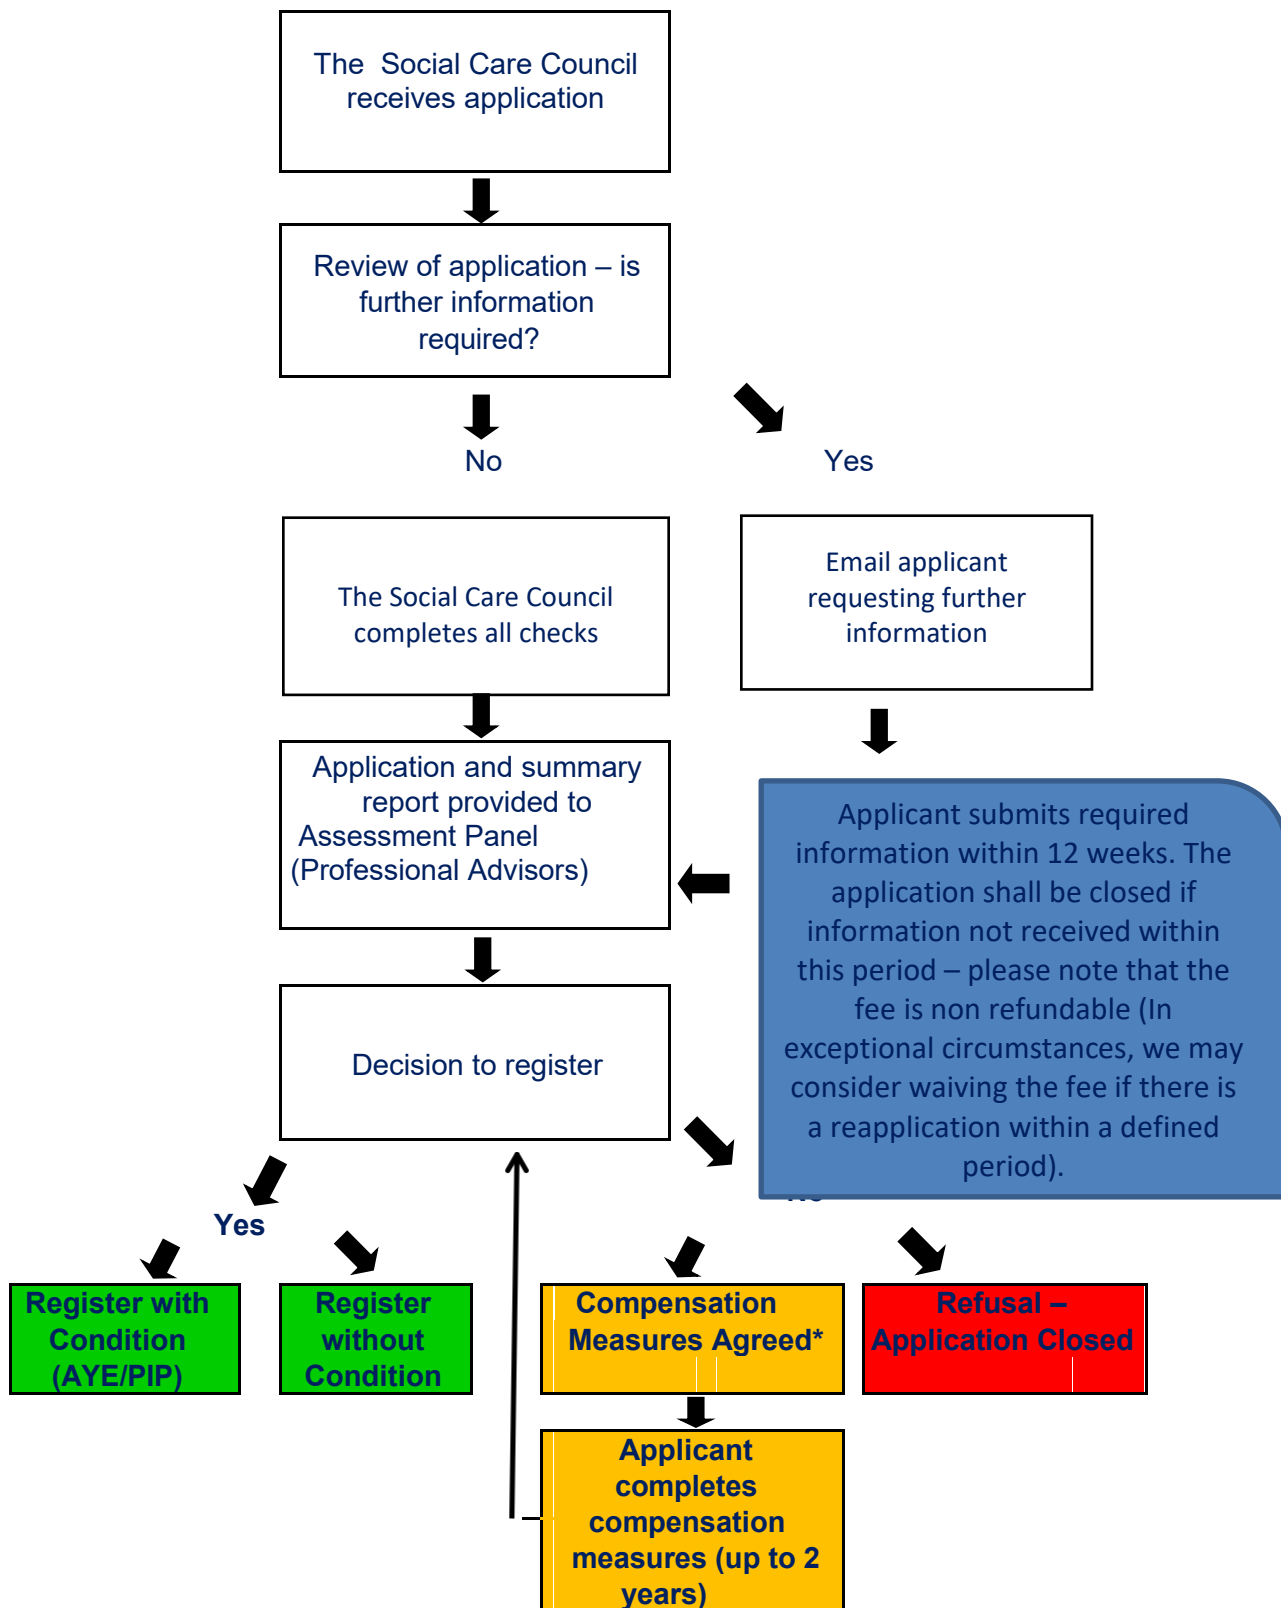 The Social Care Council
receives application
Review of application – is
further information
required?
No
Yes
The Social Care Council
completes all checks
Email applicant
requesting further
information
Application and summary
report provided to
Assessment Panel
(Professional Advisors)
Applicant submits required
information within 12 weeks. The
application shall be closed if
information not received within
this period – please note that the
fee is non refundable (In
exceptional circumstances, we may
consider waiving the fee if there is
a reapplication within a defined
period).
Decision to register
Yes
Register with
Condition
(AYE/PIP)
Register
without
Condition
Compensation
Measures Agreed*
Refusal –
Application Closed
Applicant
completes
compensation
measures (up to 2
years)